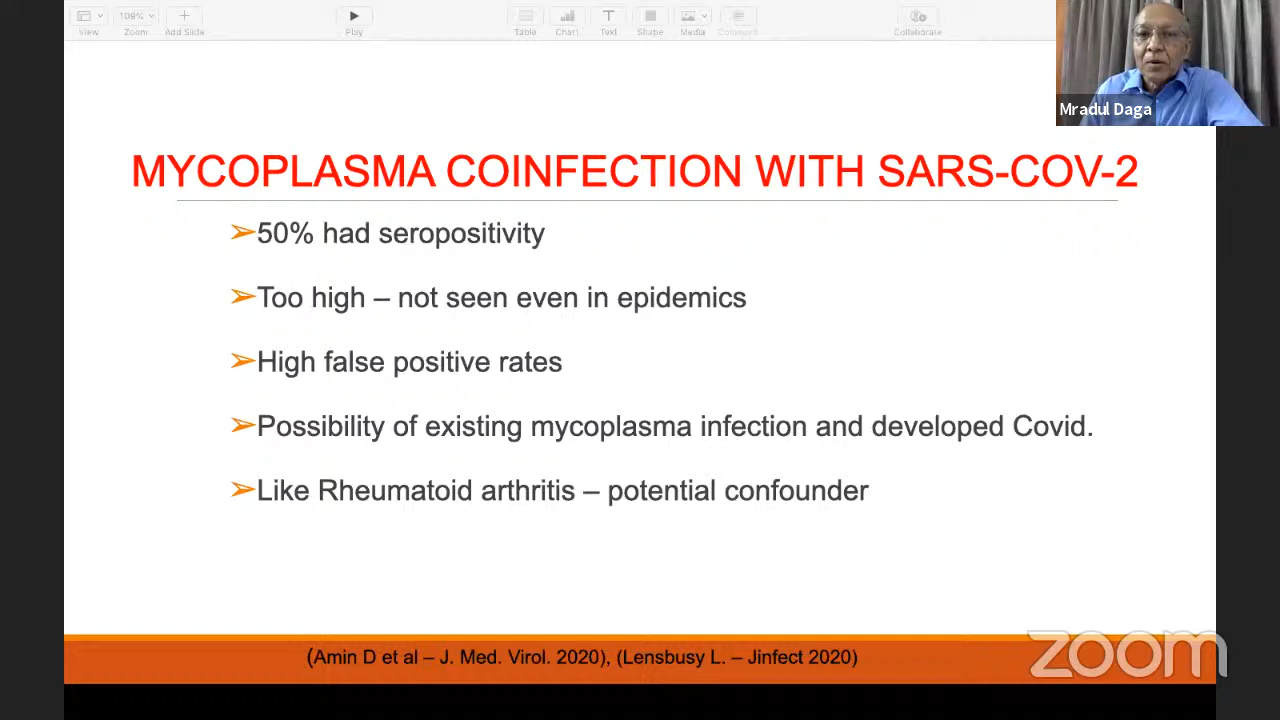 109%
View
Zoom
Add Slide
Play
Table
Chart
Text
Shape
Media
Comment
Collaborate
Mradul Daga
MYCOPLASMA COINFECTION WITH SARS-COV-2
➢50% had seropositivity
➢Too high – not seen even in epidemics
➢High false positive rates
➢Possibility of existing mycoplasma infection and developed Covid.
➢Like Rheumatoid arthritis – potential confounder
(Amin D et al – J. Med. Virol. 2020), (Lensbusy L. – Jinfect 2020)
zoom